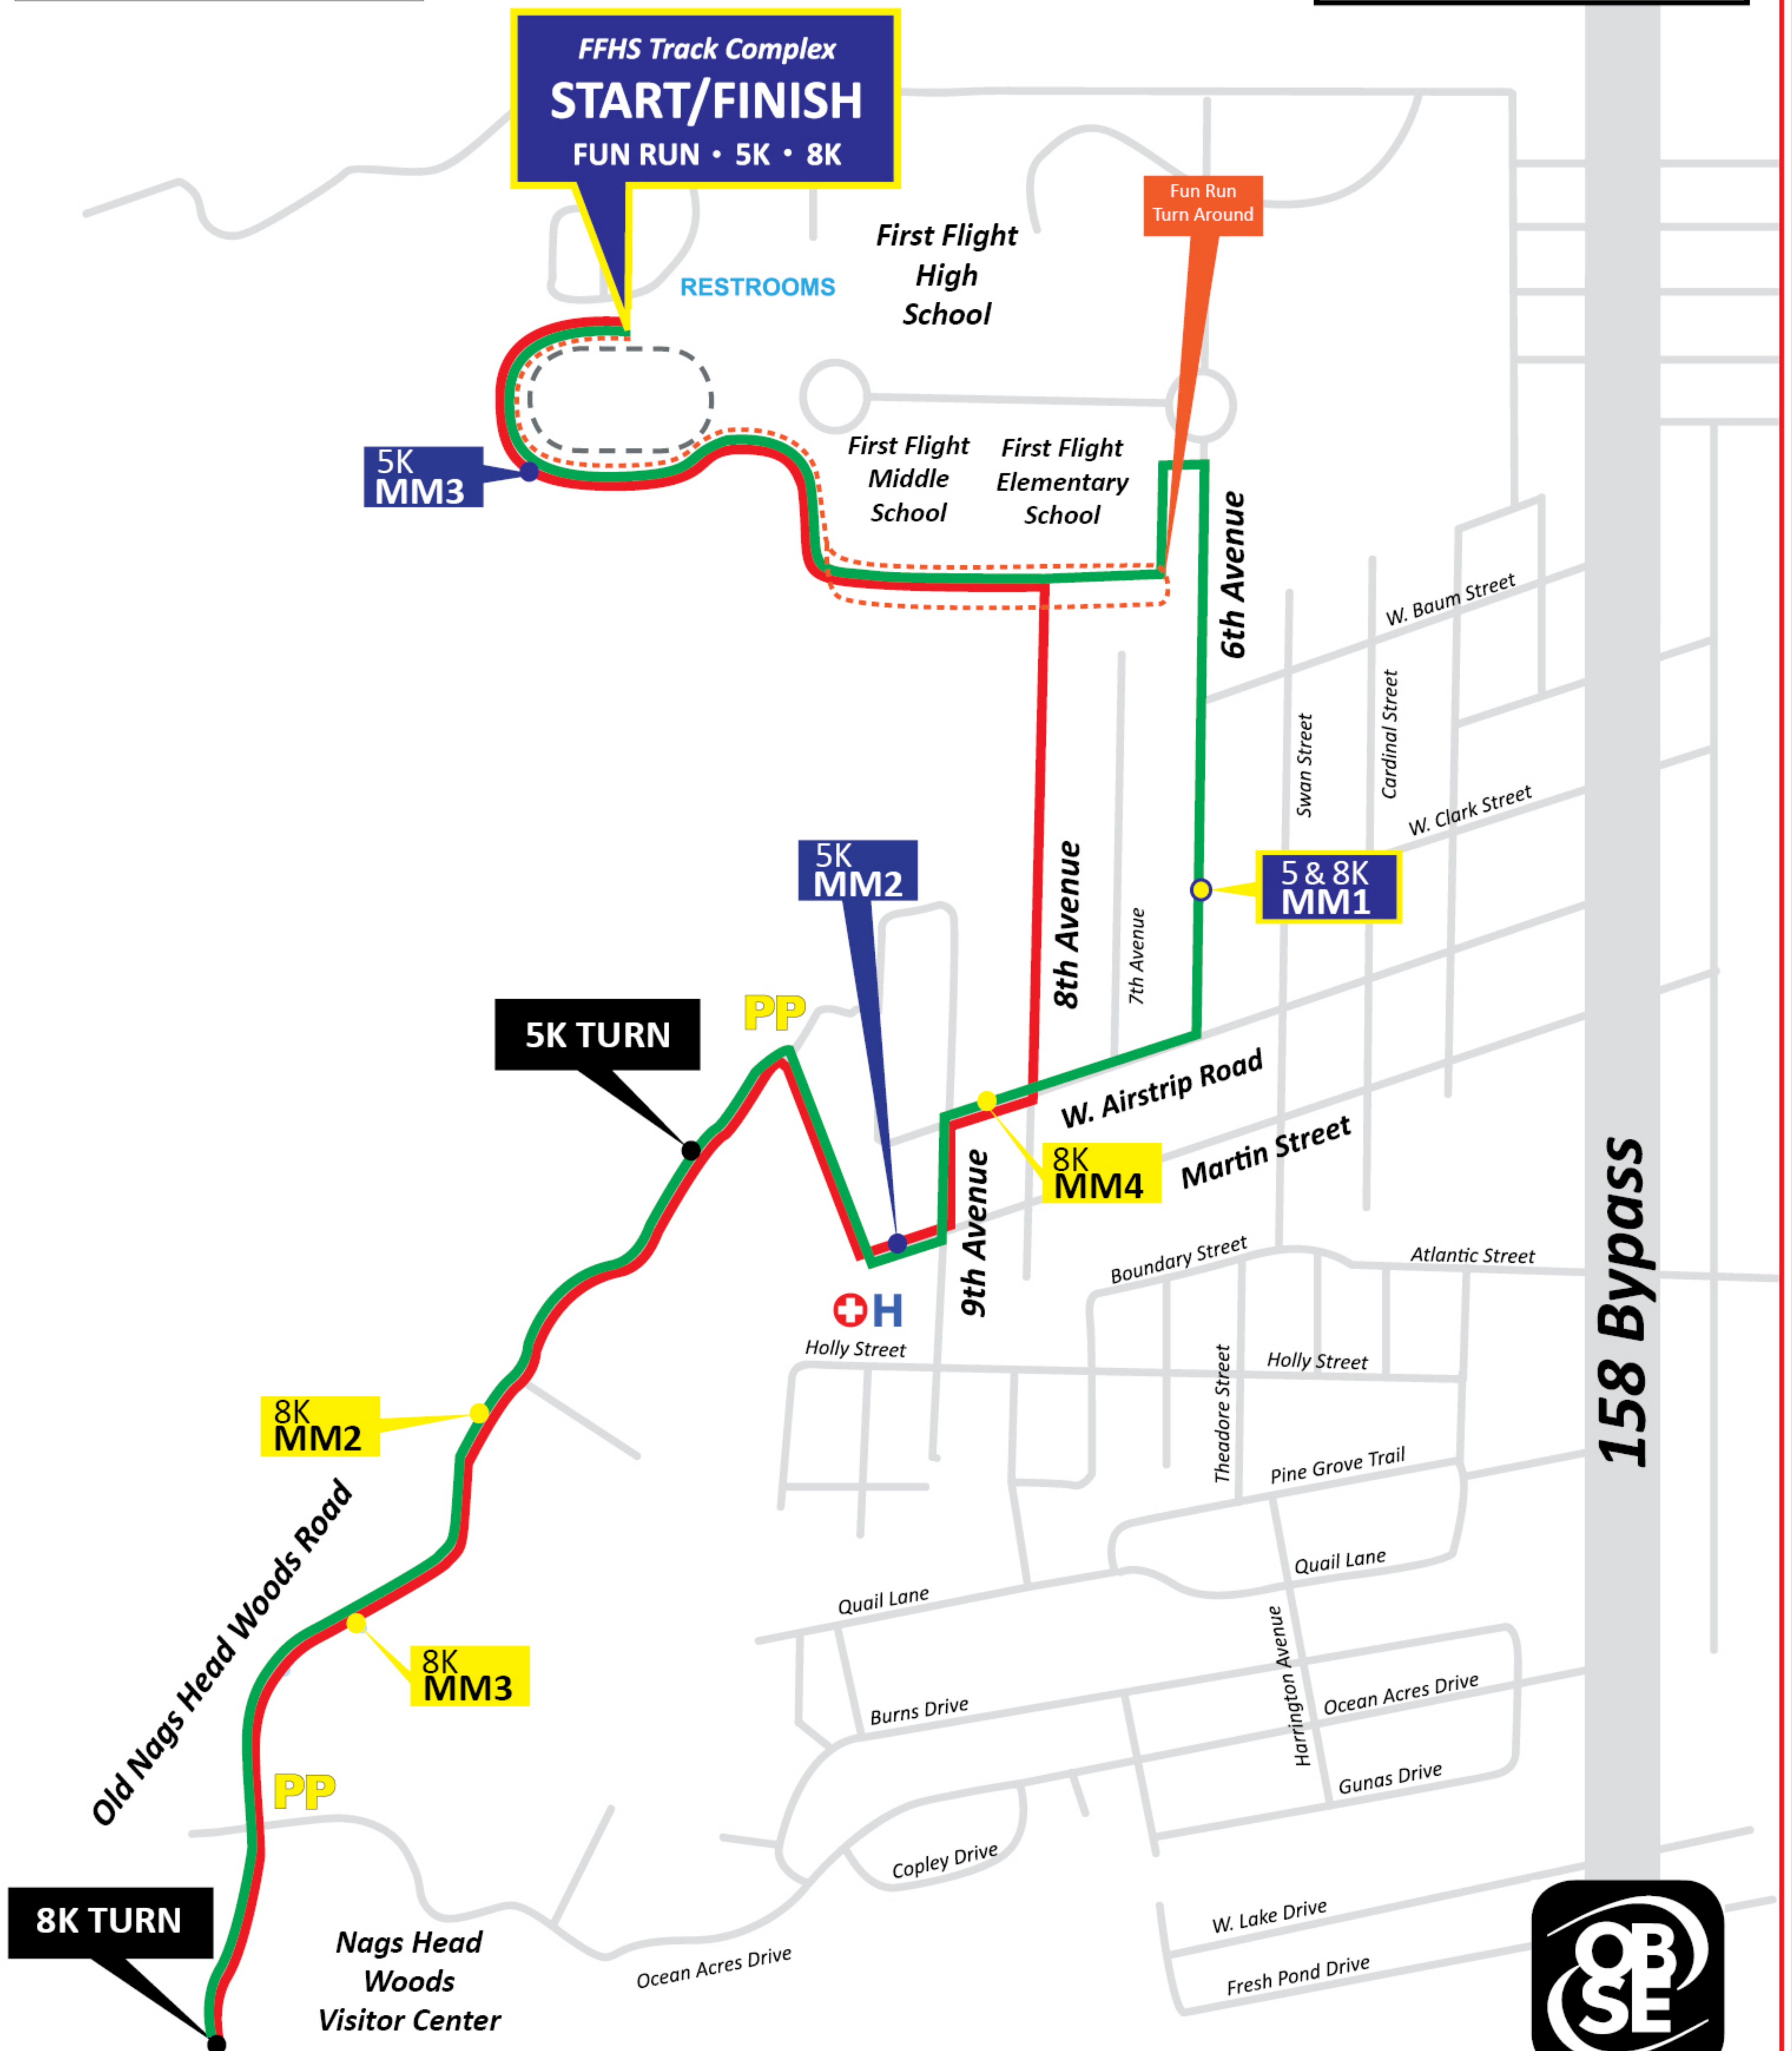 FFHS Track Complex
START/FINISH
FUN RUN • 5K • 8K
Fun Run
Turn Around
First Flight
High
School
RESTROOMS
First Flight
Middle
School
First Flight
Elementary
School
5K
MM3
6th Avenue
W. Baum Street
Swan Street
Cardinal Street
W. Clark Street
5K
MM2
5 & 8K
MM1
8th Avenue
7th Avenue
PP
5K TURN
W. Airstrip Road
Martin Street
8K
MM4
9th Avenue
158 Bypass
Boundary Street
Atlantic Street
H
Holly Street
Holly Street
Theadore Street
8K
MM2
Pine Grove Trail
Old Nags Head Woods Road
Quail Lane
Quail Lane
8K
MM3
Harrington Avenue
Burns Drive
Ocean Acres Drive
PP
Gunas Drive
Copley Drive
8K TURN
W. Lake Drive
Nags Head
Woods
Visitor Center
Ocean Acres Drive
Fresh Pond Drive
OB
SE